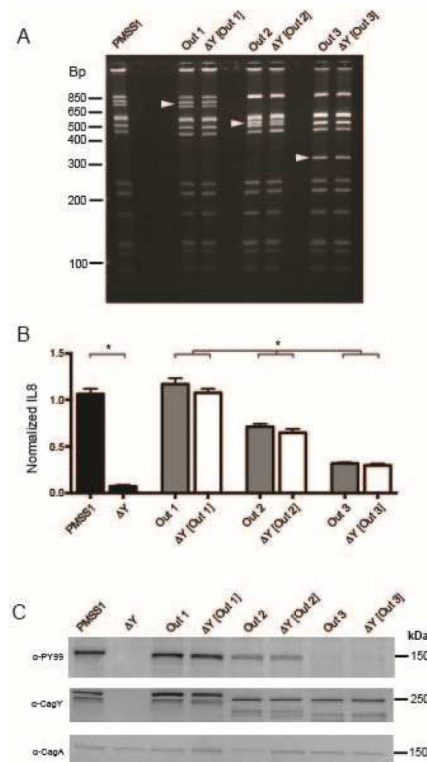 A
PMSS1
Out 1
ΔY [Out 1]
Out 2
ΔY [Out 2]
Out 3
ΔY [Out 3]
Bp
850
650
500
400
300
200
100
B
Normalized IL8
1.5
1.0
0.5
0.0
*
*
PMSS1
ΔY
Out 1
ΔY [Out 1]
Out 2
ΔY [Out 2]
Out 3
ΔY [Out 3]
C
PMSS1
ΔY
Out 1
ΔY [Out 1]
Out 2
ΔY [Out 2]
Out 3
ΔY [Out 3]
kDa
α-PY99
150
α-CagY
250
α-CagA
150